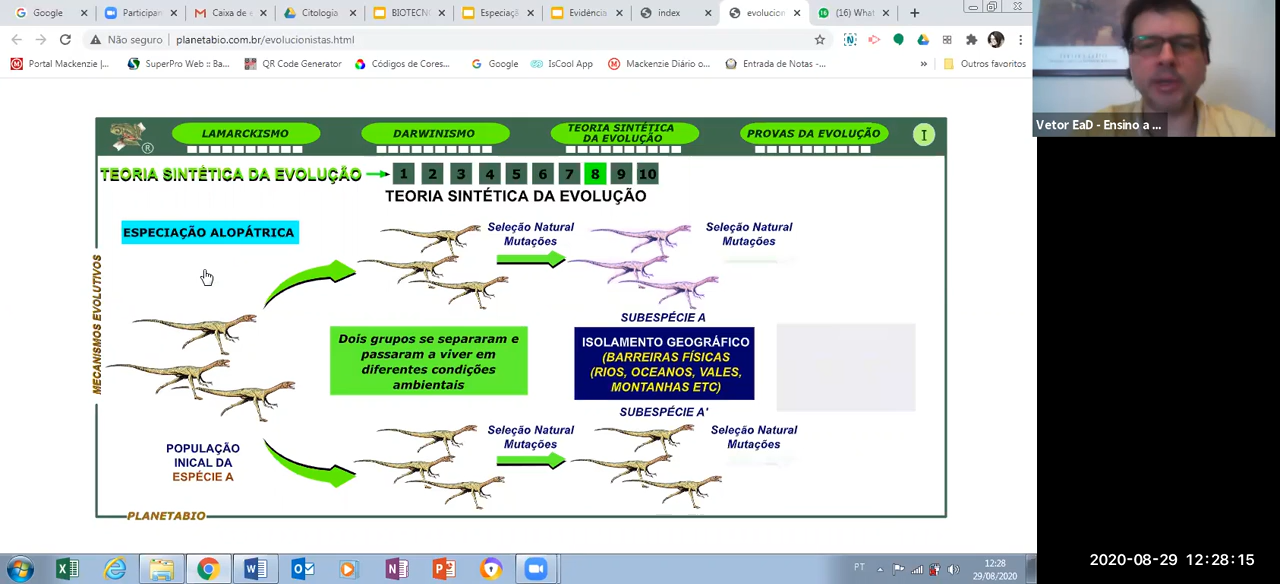 Google
Participan
Caixa de e
Citologia
BIOTECN
Especiaçã
Evidência
index
evolucion
(16) What
Não seguro
planetabio.com.br/evolucionistas.html
Portal Mackenzie |...
SuperPro Web :: Ba...
QR Code Generator
Códigos de Cores...
Google
IsCool App
Mackenzie Diário o...
Entrada de Notas -...
»
Outros favoritos
Vetor EaD - Ensino a ...
LAMARCKISMO
DARWINISMO
TEORIA SINTÉTICA
DA EVOLUÇÃO
PROVAS DA EVOLUÇÃO
I
®
TEORIA SINTÉTICA DA EVOLUÇÃO
1 2 3 4 5 6 7 8 9 10
TEORIA SINTÉTICA DA EVOLUÇÃO
ESPECIAÇÃO ALOPÁTRICA
Seleção Natural
Mutações
Seleção Natural
Mutações
MECANISMOS EVOLUTIVOS
SUBESPÉCIE A
Dois grupos se separaram e
passaram a viver em
diferentes condições
ambientais
ISOLAMENTO GEOGRÁFICO
(BARREIRAS FÍSICAS
(RIOS, OCEANOS, VALES,
MONTANHAS ETC)
SUBESPÉCIE A'
Seleção Natural
Mutações
Seleção Natural
Mutações
POPULAÇÃO
INICAL DA
ESPÉCIE A
PLANETABIO
PT
12:28
29/08/2020
2020-08-29 12:28:15